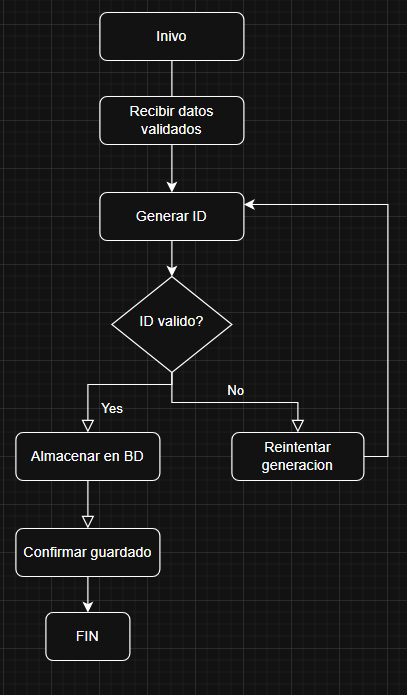 Inivo
Recibir datos
validados
Generar ID
ID valido?
No
Yes
Almacenar en BD
Reintentar
generacion
Confirmar guardado
FIN